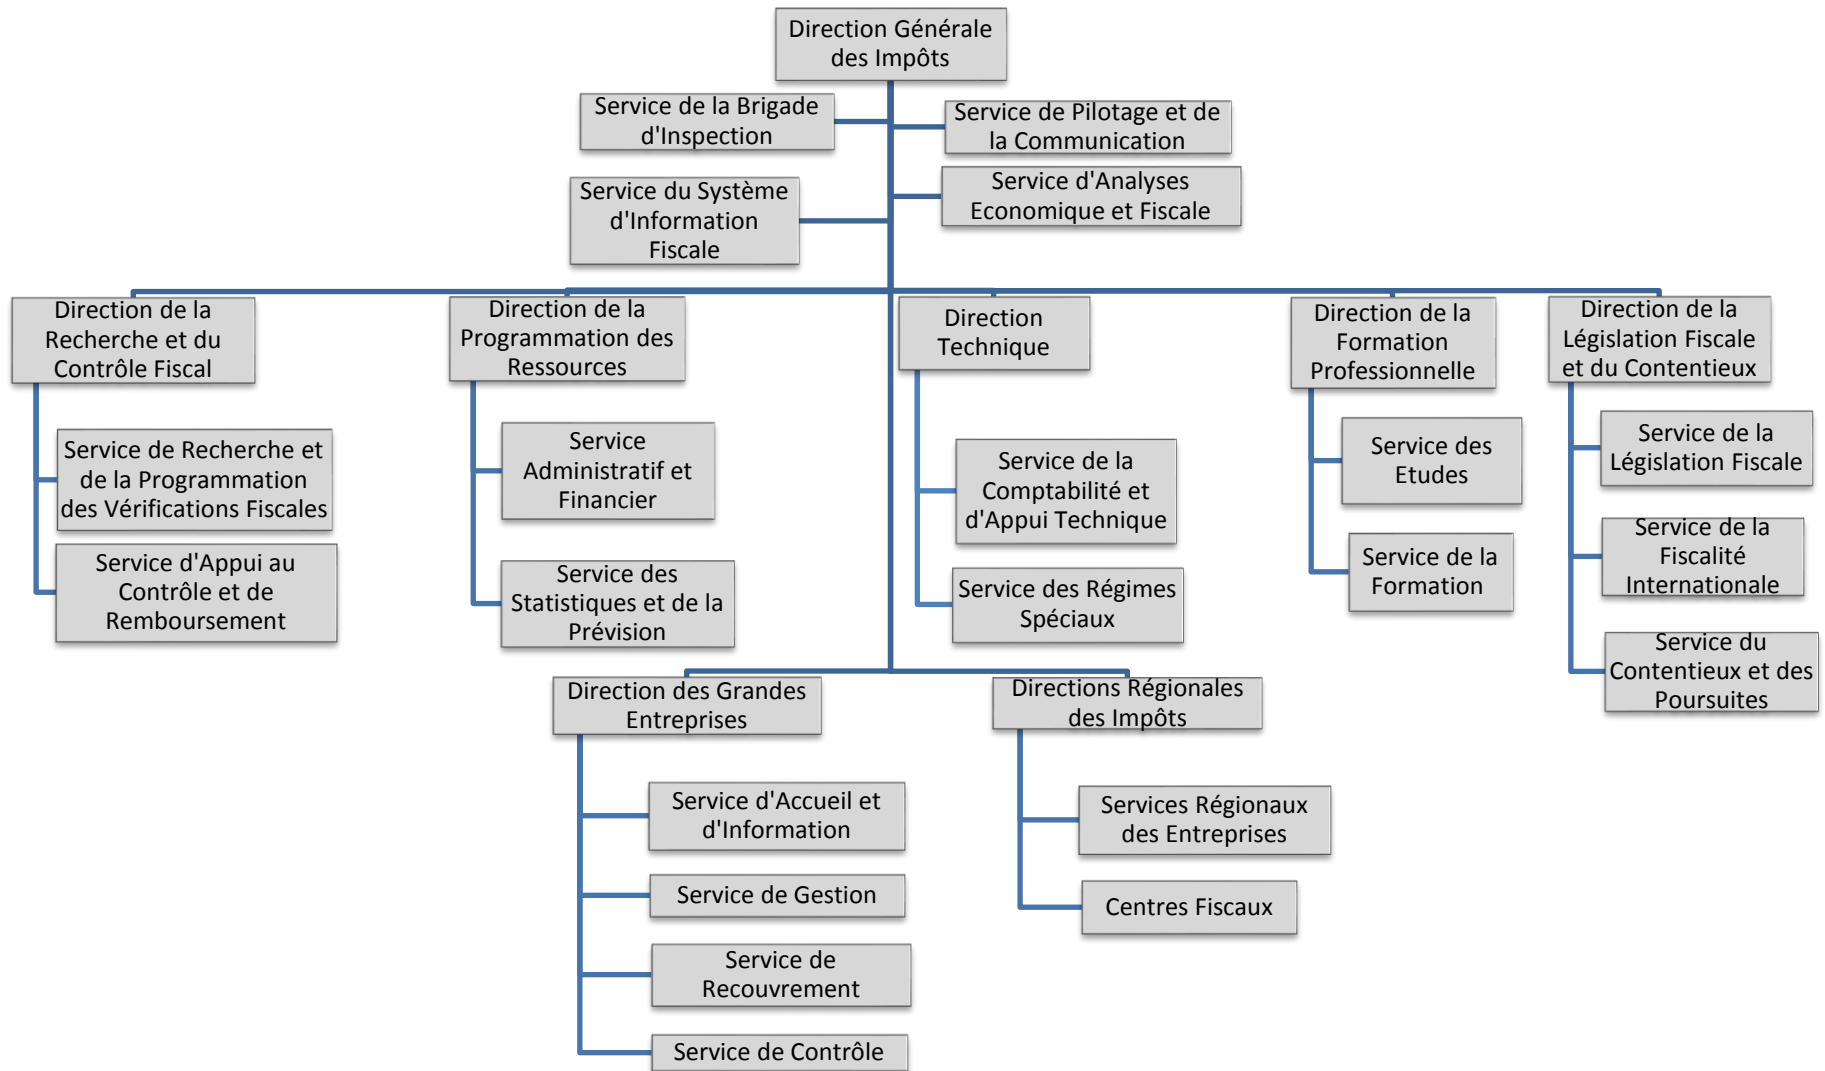 Direction Générale
des Impôts
Service de la Brigade
d'Inspection
Service de Pilotage et de
la Communication
Service du Système
d'Information
Fiscale
Service d'Analyses
Economique et Fiscale
Direction de la
Recherche et du
Contrôle Fiscal
Direction de la
Programmation des
Ressources
Direction
Technique
Direction de la
Formation
Professionnelle
Direction de la
Législation Fiscale
et du Contentieux
Service de Recherche et
de la Programmation
des Vérifications Fiscales
Service d'Appui au
Contrôle et de
Remboursement
Service
Administratif et
Financier
Service des
Statistiques et de la
Prévision
Service de la
Comptabilité et
d'Appui Technique
Service des Régimes
Spéciaux
Service des
Etudes
Service de la
Formation
Service de la
Législation Fiscale
Service de la
Fiscalité
Internationale
Service du
Contentieux et des
Poursuites
Direction des Grandes
Entreprises
Directions Régionales
des Impôts
Service d'Accueil et
d'Information
Service de Gestion
Service de
Recouvrement
Service de Contrôle
Services Régionaux
des Entreprises
Centres Fiscaux